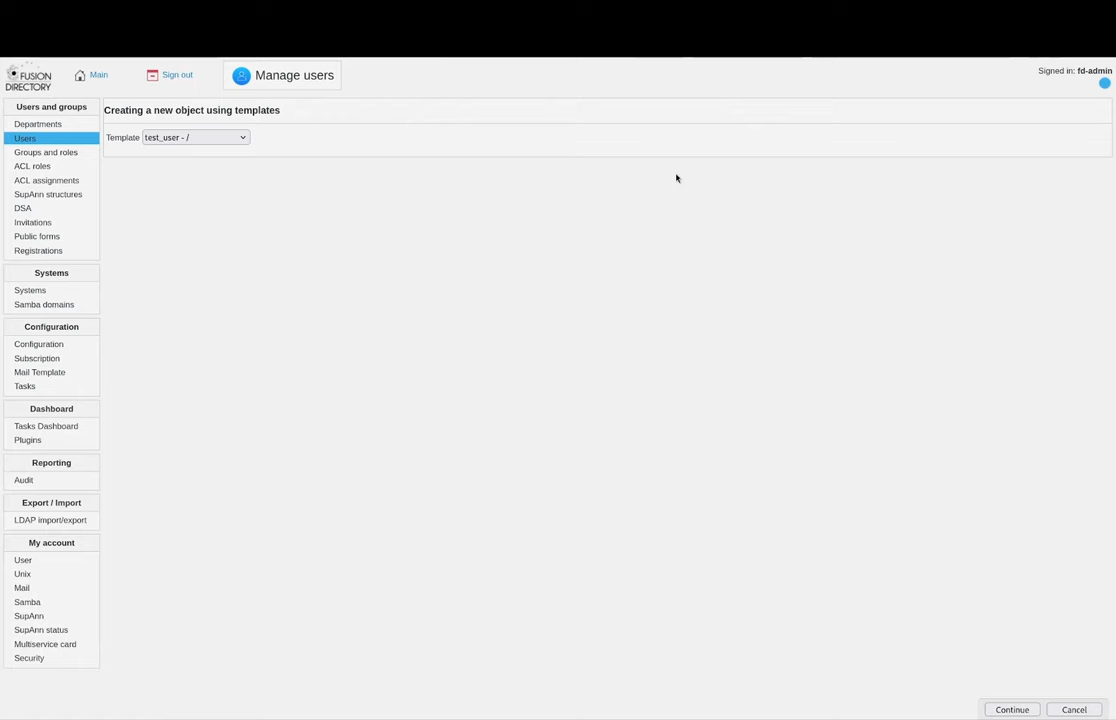 FUSION
DIRECTORY
Main
Sign out
Manage users
Signed in: fd-admin
Users and groups
Departments
Users
Groups and roles
ACL roles
ACL assignments
SupAnn structures
DSA
Invitations
Public forms
Registrations
Systems
Systems
Samba domains
Configuration
Configuration
Subscription
Mail Template
Tasks
Dashboard
Tasks Dashboard
Plugins
Reporting
Audit
Export / Import
LDAP import/export
My account
User
Unix
Mail
Samba
SupAnn
SupAnn status
Multiservice card
Security
Creating a new object using templates
Template test_user - /
Continue
Cancel